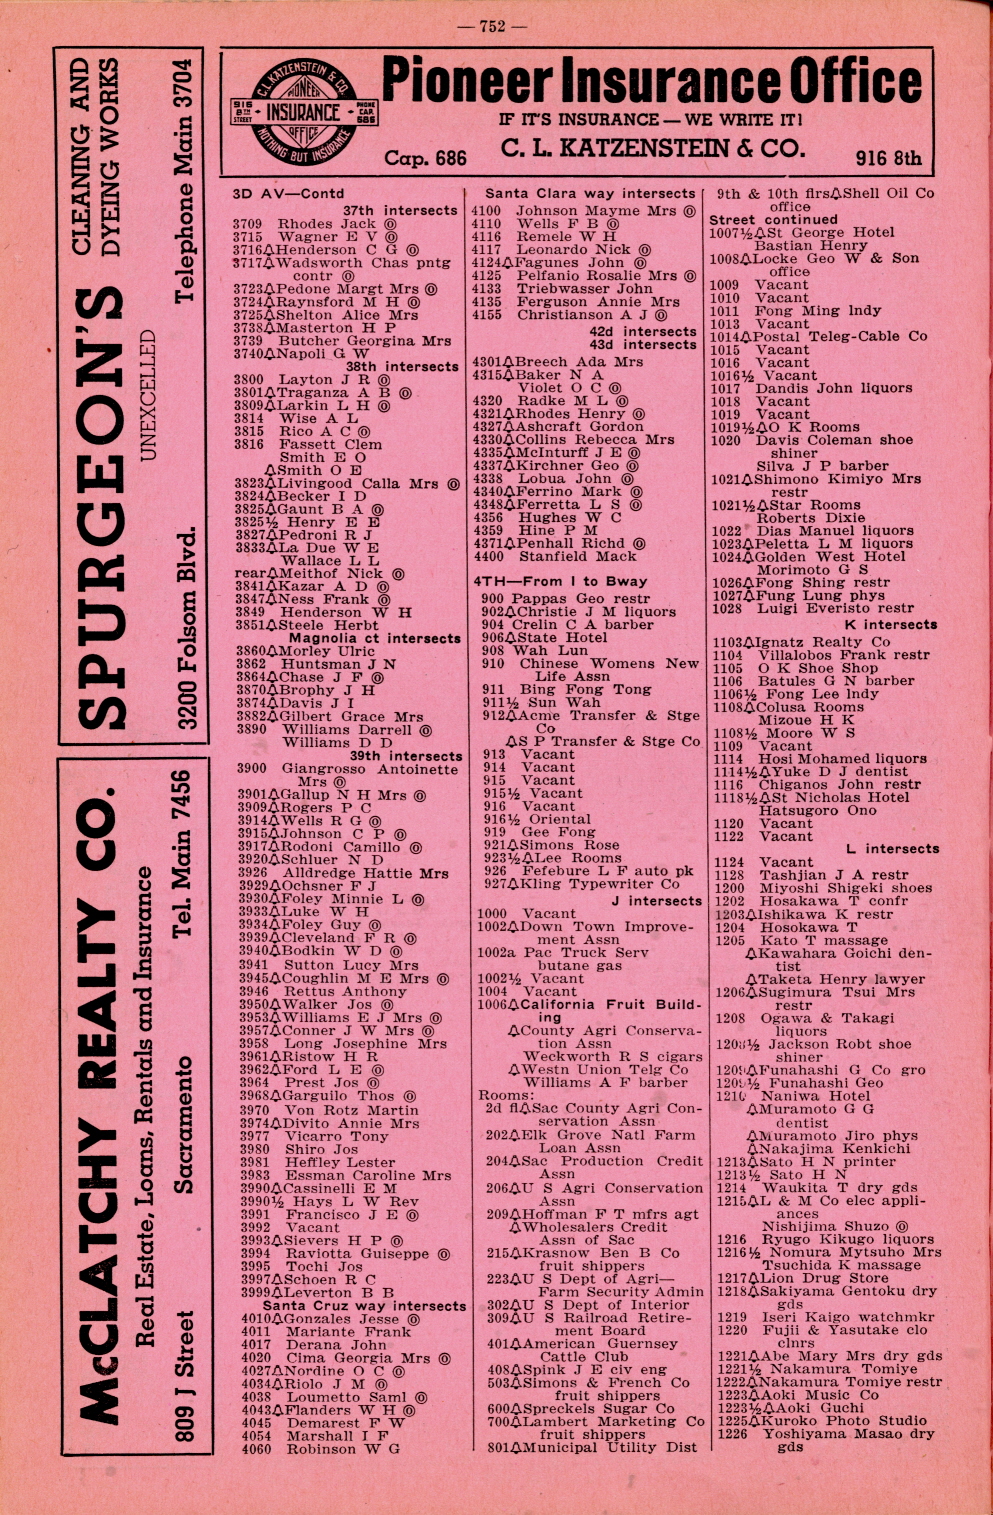 — 752 —
SPURGEON'S
CLEANING AND
DYEING WORKS
UNEXCELLED
3200 Folsom Blvd.
Telephone Main 3704
McCLATCHY REALTY CO.
Real Estate, Loans, Rentals and Insurance
809 J Street
Sacramento
Tel. Main 7456
C. L. KATZENSTEIN & CO.
PIONEER
INSURANCE
OFFICE
NOTHING BUT INSURANCE
916
8TH
STREET
PHONE
CAP.
686
Pioneer Insurance Office
IF IT'S INSURANCE — WE WRITE IT!
Cap. 686
C. L. KATZENSTEIN & CO.
916 8th
3D AV—Contd
37th intersects
3709 Rhodes Jack ⓞ
3715 Wagner E V ⓞ
3716△Henderson C G ⓞ
3717△Wadsworth Chas pntg
contr ⓞ
3723△Pedone Margt Mrs ⓞ
3724△Raynsford M H ⓞ
3725△Shelton Alice Mrs
3738△Masterton H P
3739 Butcher Georgina Mrs
3740△Napoli G W
38th intersects
3800 Layton J R ⓞ
3801△Traganza A B ⓞ
3809△Larkin L H ⓞ
3814 Wise A L
3815 Rico A C ⓞ
3816 Fassett Clem
Smith E O
△Smith O E
3823△Livingood Calla Mrs ⓞ
3824△Becker I D
3825△Gaunt B A ⓞ
3825½ Henry E E
3827△Pedroni R J
3833△La Due W E
Wallace L L
rear△Meithof Nick ⓞ
3841△Kazar A D ⓞ
3847△Ness Frank ⓞ
3849 Henderson W H
3851△Steele Herbt
Magnolia ct intersects
3860△Morley Ulric
3862 Huntsman J N
3864△Chase J F ⓞ
3870△Brophy J H
3874△Davis J I
3882△Gilbert Grace Mrs
3890 Williams Darrell ⓞ
Williams D D
39th intersects
3900 Giangrosso Antoinette
Mrs ⓞ
3901△Gallup N H Mrs ⓞ
3909△Rogers P C
3914△Wells R G ⓞ
3915△Johnson C P ⓞ
3917△Rodoni Camillo ⓞ
3920△Schluer N D
3926 Alldredge Hattie Mrs
3929△Ochsner F J
3930△Foley Minnie L ⓞ
3933△Luke W H
3934△Foley Guy ⓞ
3939△Cleveland F R ⓞ
3940△Bodkin W D ⓞ
3941 Sutton Lucy Mrs
3945△Coughlin M E Mrs ⓞ
3946 Rettus Anthony
3950△Walker Jos ⓞ
3953△Williams E J Mrs ⓞ
3957△Conner J W Mrs ⓞ
3958 Long Josephine Mrs
3961△Ristow H R
3962△Ford L E ⓞ
3964 Prest Jos ⓞ
3968△Garguilo Thos ⓞ
3970 Von Rotz Martin
3974△Divito Annie Mrs
3977 Vicarro Tony
3980 Shiro Jos
3981 Heffley Lester
3983 Essman Caroline Mrs
3990△Cassinelli E M
3990½ Hays L W Rev
3991 Francisco J E ⓞ
3992 Vacant
3993△Sievers H P ⓞ
3994 Raviotta Guiseppe ⓞ
3995 Tochi Jos
3997△Schoen R C
3999△Leverton B B
Santa Cruz way intersects
4010△Gonzales Jesse ⓞ
4011 Mariante Frank
4017 Derana John
4020 Cima Georgia Mrs ⓞ
4027△Nordine O C ⓞ
4034△Riolo J M ⓞ
4038 Loumetto Saml ⓞ
4043△Flanders W H ⓞ
4045 Demarest F W
4054 Marshall I F
4060 Robinson W G
Santa Clara way intersects
4100 Johnson Mayme Mrs ⓞ
4110 Wells F B ⓞ
4116 Remele W H
4117 Leonardo Nick ⓞ
4124△Fagunes John ⓞ
4125 Pelfanio Rosalie Mrs ⓞ
4133 Triebwasser John
4135 Ferguson Annie Mrs
4155 Christianson A J ⓞ
42d intersects
43d intersects
4301△Breech Ada Mrs
4315△Baker N A
Violet O C ⓞ
4320 Radke M L ⓞ
4321△Rhodes Henry ⓞ
4327△Ashcraft Gordon
4330△Collins Rebecca Mrs
4335△McInturff J E ⓞ
4337△Kirchner Geo ⓞ
4338 Lobua John ⓞ
4340△Ferrino Mark ⓞ
4348△Ferretta L S ⓞ
4356 Hughes W C
4359 Hine P M
4371△Penhall Richd ⓞ
4400 Stanfield Mack
4TH—From I to Bway
900 Pappas Geo restr
902△Christie J M liquors
904 Crelin C A barber
906△State Hotel
908 Wah Lun
910 Chinese Womens New
Life Assn
911 Bing Fong Tong
911½ Sun Wah
912△Acme Transfer & Stge
Co
△S P Transfer & Stge Co
913 Vacant
914 Vacant
915 Vacant
915½ Vacant
916 Vacant
916½ Oriental
919 Gee Fong
921△Simons Rose
923½△Lee Rooms
926 Fefebure L F auto pk
927△Kling Typewriter Co
J intersects
1000 Vacant
1002△Down Town Improve-
ment Assn
1002a Pac Truck Serv
butane gas
1002½ Vacant
1004 Vacant
1006△California Fruit Build-
ing
△County Agri Conserva-
tion Assn
Weckworth R S cigars
△Westn Union Telg Co
Williams A F barber
Rooms:
2d fl△Sac County Agri Con-
servation Assn
202△Elk Grove Natl Farm
Loan Assn
204△Sac Production Credit
Assn
206△U S Agri Conservation
Assn
209△Hoffman F T mfrs agt
△Wholesalers Credit
Assn of Sac
215△Krasnow Ben B Co
fruit shippers
223△U S Dept of Agri—
Farm Security Admin
302△U S Dept of Interior
309△U S Railroad Retire-
ment Board
401△American Guernsey
Cattle Club
408△Spink J E civ eng
503△Simons & French Co
fruit shippers
600△Spreckels Sugar Co
700△Lambert Marketing Co
fruit shippers
801△Municipal Utility Dist
9th & 10th flrs△Shell Oil Co
office
Street continued
1007½△St George Hotel
Bastian Henry
1008△Locke Geo W & Son
office
1009 Vacant
1010 Vacant
1011 Fong Ming lndy
1013 Vacant
1014△Postal Teleg-Cable Co
1015 Vacant
1016 Vacant
1016½ Vacant
1017 Dandis John liquors
1018 Vacant
1019 Vacant
1019½△O K Rooms
1020 Davis Coleman shoe
shiner
Silva J P barber
1021△Shimono Kimiyo Mrs
restr
1021½△Star Rooms
Roberts Dixie
1022 Dias Manuel liquors
1023△Peletta L M liquors
1024△Golden West Hotel
Morimoto G S
1026△Fong Shing restr
1027△Fung Lung phys
1028 Luigi Everisto restr
K intersects
1103△Ignatz Realty Co
1104 Villalobos Frank restr
1105 O K Shoe Shop
1106 Batules G N barber
1106½ Fong Lee lndy
1108△Colusa Rooms
Mizoue H K
1108½ Moore W S
1109 Vacant
1114 Hosi Mohamed liquors
1114½△Yuke D J dentist
1116 Chiganos John restr
1118½△St Nicholas Hotel
Hatsugoro Ono
1120 Vacant
1122 Vacant
L intersects
1124 Vacant
1128 Tashjian J A restr
1200 Miyoshi Shigeki shoes
1202 Hosakawa T confr
1203△Ishikawa K restr
1204 Hosokawa T
1205 Kato T massage
△Kawahara Goichi den-
tist
△Taketa Henry lawyer
1206△Sugimura Tsui Mrs
restr
1208 Ogawa & Takagi
liquors
1208½ Jackson Robt shoe
shiner
1209△Funahashi G Co gro
1209½ Funahashi Geo
1210 Naniwa Hotel
△Muramoto G G
dentist
△Muramoto Jiro phys
△Nakajima Kenkichi
1213△Sato H N printer
1213½ Sato H N
1214 Waukita T dry gds
1215△L & M Co elec appli-
ances
Nishijima Shuzo ⓞ
1216 Ryugo Kikugo liquors
1216½ Nomura Mytsuho Mrs
Tsuchida K massage
1217△Lion Drug Store
1218△Sakiyama Gentoku dry
gds
1219 Iseri Kaigo watchmkr
1220 Fujii & Yasutake clo
clnrs
1221△Abe Mary Mrs dry gds
1221½ Nakamura Tomiye
1222△Nakamura Tomiye restr
1223△Aoki Music Co
1223½△Aoki Guchi
1225△Kuroko Photo Studio
1226 Yoshiyama Masao dry
gds